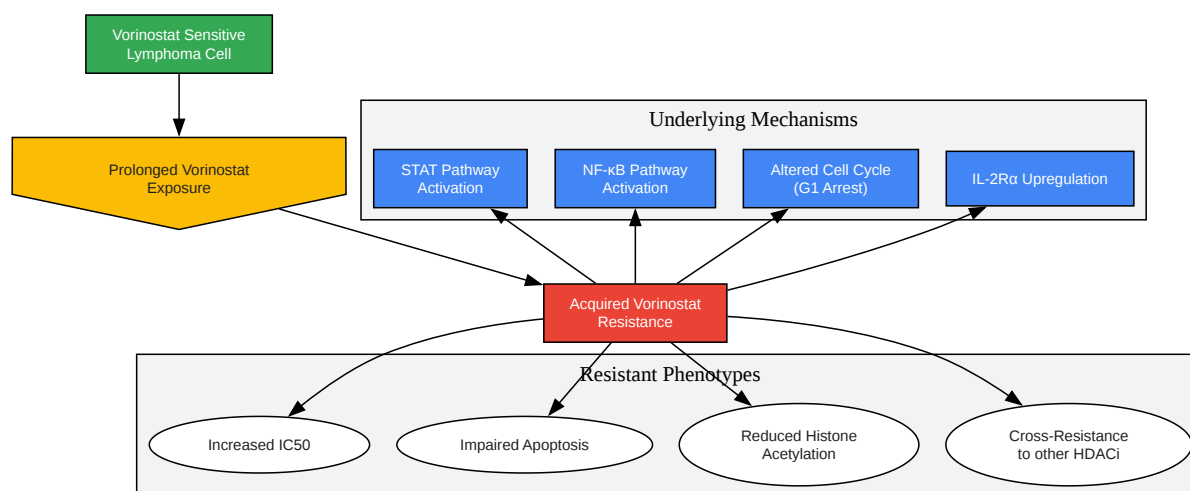 Vorinostat Sensitive
Lymphoma Cell
Prolonged Vorinostat
Exposure
Underlying Mechanisms
STAT Pathway
Activation
NF-κB Pathway
Activation
Altered Cell Cycle
(G1 Arrest)
IL-2Rα Upregulation
Acquired Vorinostat
Resistance
Resistant Phenotypes
Increased IC50
Impaired Apoptosis
Reduced Histone
Acetylation
Cross-Resistance
to other HDACi